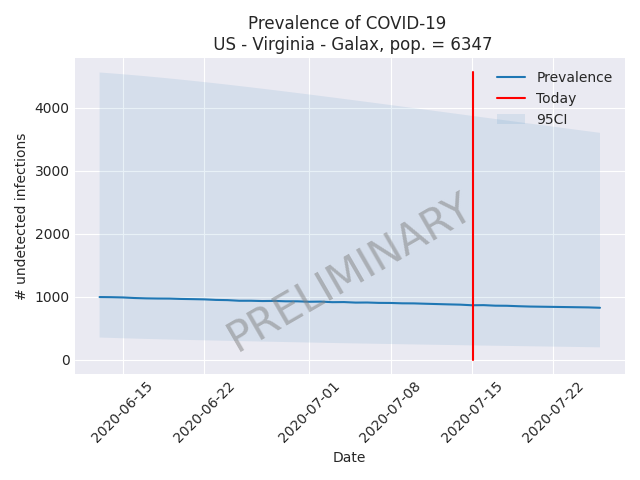 Prevalence of COVID-19
US - Virginia - Galax, pop. = 6347
Prevalence
Today
95CI
# undetected infections
4000
3000
2000
1000
0
PRELIMINARY
2020-06-15
2020-06-22
2020-07-01
2020-07-08
2020-07-15
2020-07-22
Date